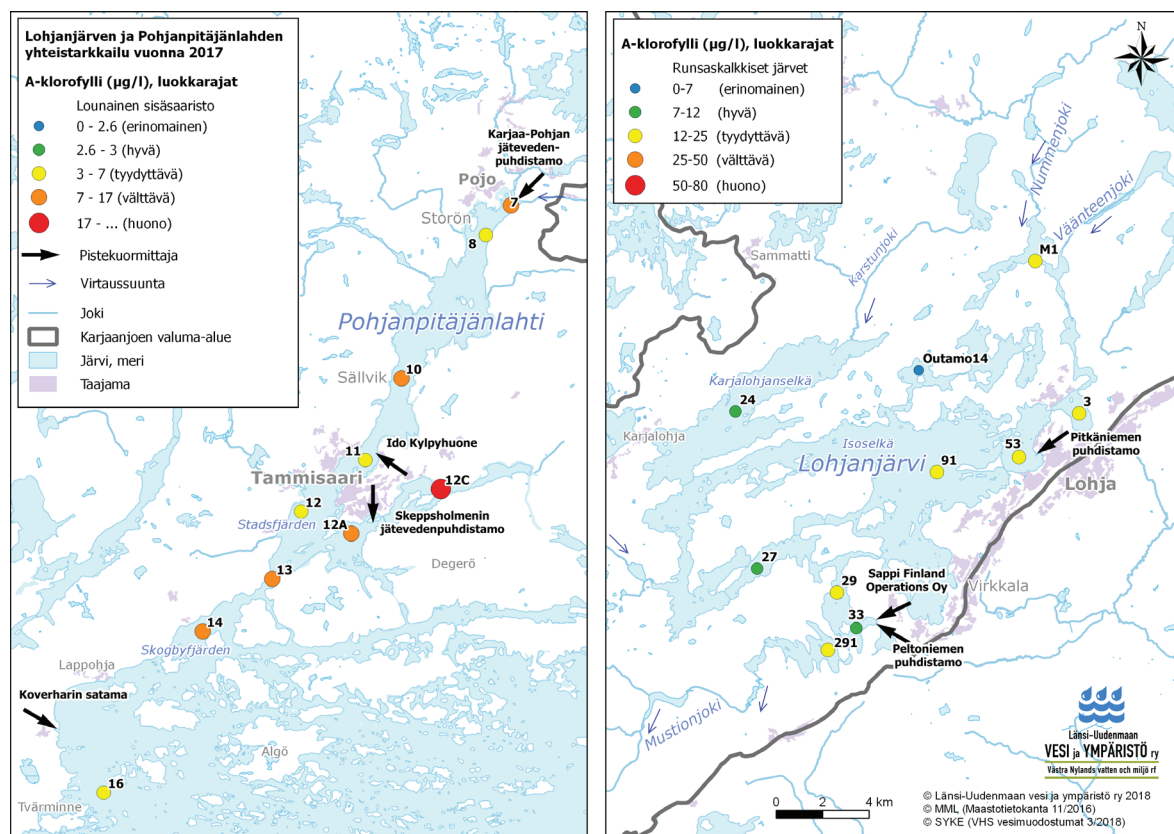 Lohjanjärven ja Pohjanpitäjänlahden
yhteistarkkailu vuonna 2017
A-klorofylli (µg/l), luokkarajat
Lounainen sisäsaaristo
0 - 2.6 (erinomainen)
2.6 - 3 (hyvä)
3 - 7 (tyydyttävä)
7 - 17 (välttävä)
17 - ... (huono)
Pistekuormittaja
Virtaussuunta
Joki
Karjaanjoen valuma-alue
Järvi, meri
Taajama
Karjaa-Pohjan
jäteveden-
puhdistamo
Pojo
7
Storön
8
Pohjanpitäjänlahti
Sällvik
10
Ido Kylpyhuone
11
Tammisaari
12C
12
Stadsfjärden
12A
Skeppsholmenin
jätevedenpuhdistamo
Degerö
13
14
Skogbyfjärden
Lappohja
Koverharin satama
Algö
16
Tvärminne
A-klorofylli (µg/l), luokkarajat
Runsaskalkkiset järvet
0-7 (erinomainen)
7-12 (hyvä)
12-25 (tyydyttävä)
25-50 (välttävä)
50-80 (huono)
N
Nummenjoki
Väänteenjoki
M1
Sammatti
Karstunjoki
Outamo14
Karjalohjanselkä
24
3
Karjalohja
Pitkäniemen
puhdistamo
53
Isoselkä
Lohjanjärvi
91
Lohja
27
Sappi Finland
Operations Oy
29
Virkkala
33
291
Peltoniemen
puhdistamo
Mustionjoki
Länsi-Uudenmaan
VESI ja YMPÄRISTÖ ry
Västra Nylands vatten och miljö rf
0 2 4 km
© Länsi-Uudenmaan vesi ja ympäristö ry 2018
© MML (Maastotietokanta 11/2016)
© SYKE (VHS vesimuodostumat 3/2018)